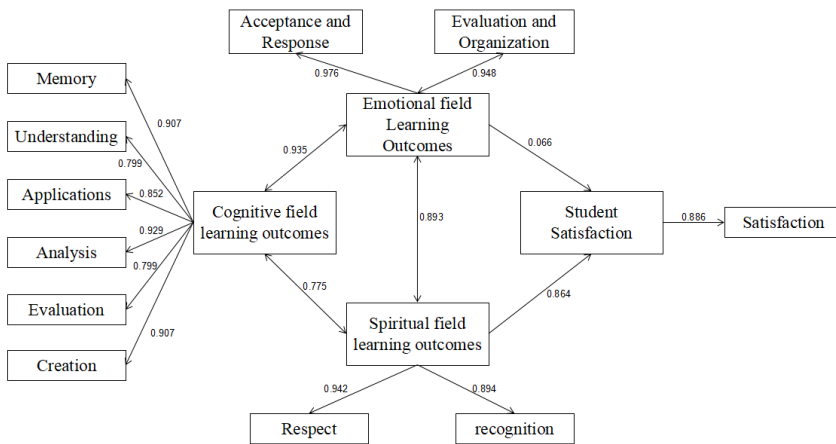 Acceptance and
Response
Evaluation and
Organization
0.976
0.948
Memory
Emotional field
Learning
Outcomes
0.907
Understanding
0.935
0.066
0.799
Applications
0.852
Cognitive field
learning outcomes
0.893
Student
Satisfaction
0.886
Satisfaction
0.929
Analysis
0.799
0.775
0.864
Evaluation
Spiritual field
learning outcomes
0.907
Creation
0.942
0.894
Respect
recognition